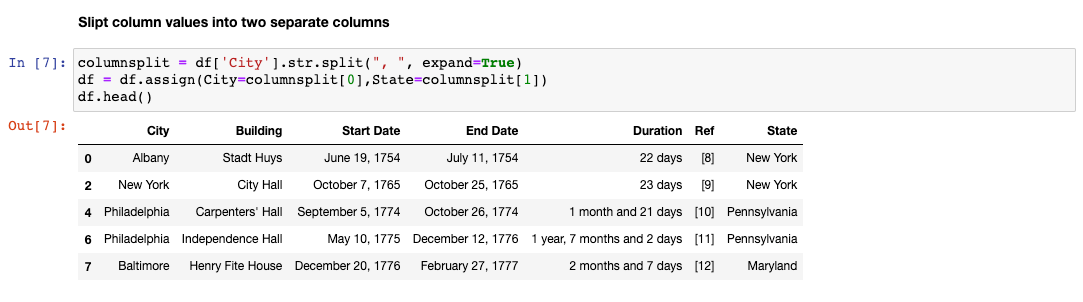 Slipt column values into two separate columns
In [7]: columnsplit = df['City'].str.split(", ", expand=True)
df = df.assign(City=columnsplit[0],State=columnsplit[1])
df.head()
Out[7]:
City Building Start Date End Date Duration Ref State
0 Albany Stadt Huys June 19, 1754 July 11, 1754 22 days [8] New York
2 New York City Hall October 7, 1765 October 25, 1765 23 days [9] New York
4 Philadelphia Carpenters' Hall September 5, 1774 October 26, 1774 1 month and 21 days [10] Pennsylvania
6 Philadelphia Independence Hall May 10, 1775 December 12, 1776 1 year, 7 months and 2 days [11] Pennsylvania
7 Baltimore Henry Fite House December 20, 1776 February 27, 1777 2 months and 7 days [12] Maryland